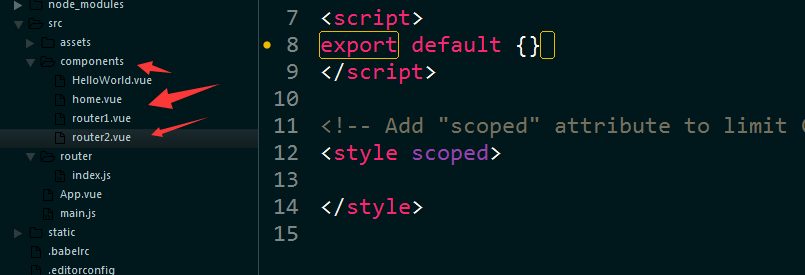 node_modules
src
assets
components
HelloWorld.vue
home.vue
router1.vue
router2.vue
router
index.js
App.vue
main.js
static
.babelrc
.editorconfig
7 <script>
8 export default {}
9 </script>
10
11 <!-- Add "scoped" attribute to limit
12 <style scoped>
13
14 </style>
15